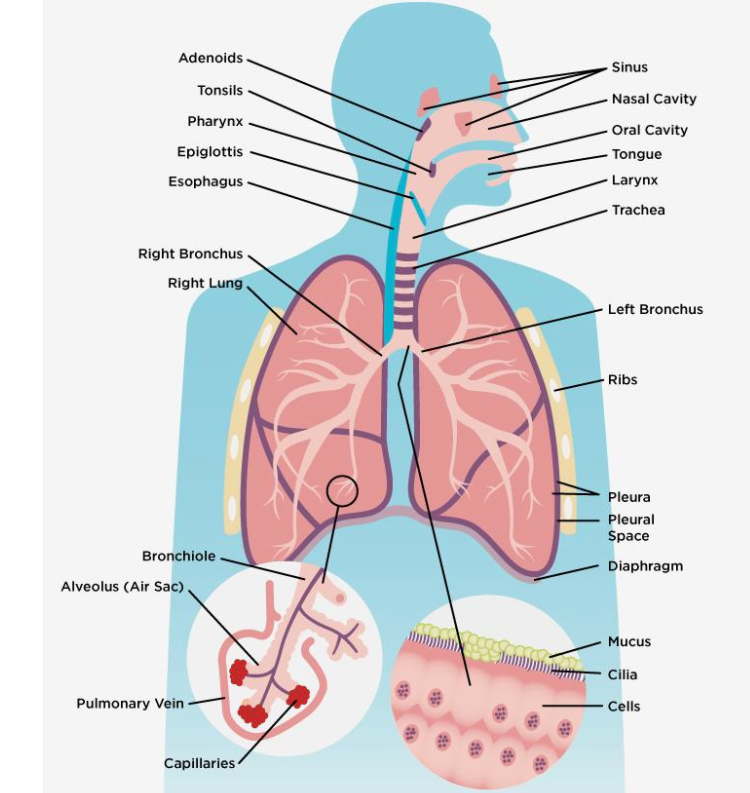 Adenoids
Tonsils
Pharynx
Epiglottis
Esophagus
Right Bronchus
Right Lung
Sinus
Nasal Cavity
Oral Cavity
Tongue
Larynx
Trachea
Left Bronchus
Ribs
Pleura
Pleural
Space
Diaphragm
Bronchiole
Alveolus (Air Sac)
Pulmonary Vein
Capillaries
Mucus
Cilia
Cells